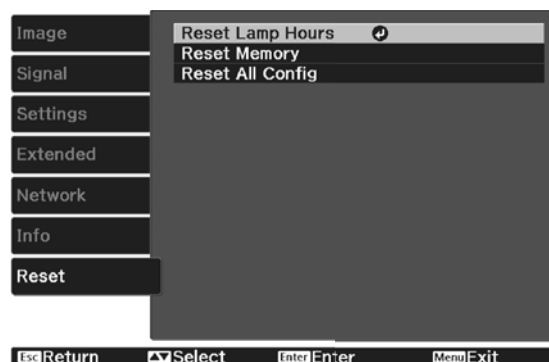 Image
Signal
Settings
Extended
Network
Info
Reset
Reset Lamp Hours
Reset Memory
Reset All Config
Esc Return Select Enter Enter Menu Exit